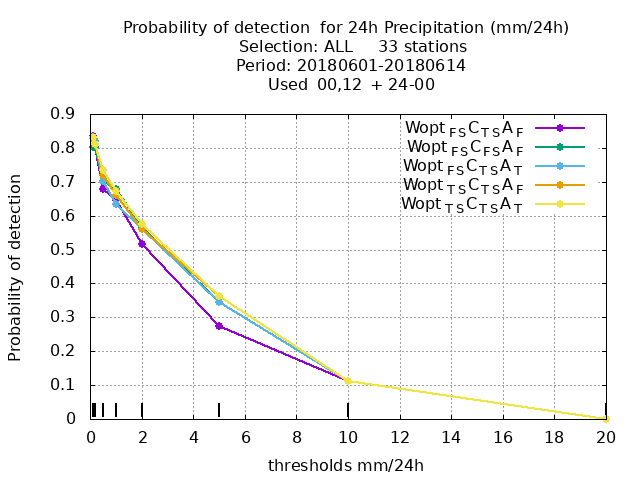 Probability of detection  for 24h Precipitation (mm/24h)
Selection: ALL     33 stations
Period: 20180601-20180614
Used  00,12  + 24-00
Probability of detection
0.9
0.8
0.7
0.6
0.5
0.4
0.3
0.2
0.1
0
Wopt FS C TS A F
Wopt FS C FS A F
Wopt FS C TS A T
Wopt TS C TS A F
Wopt TS C TS A T
0 2 4 6 8 10 12 14 16 18 20
thresholds mm/24h